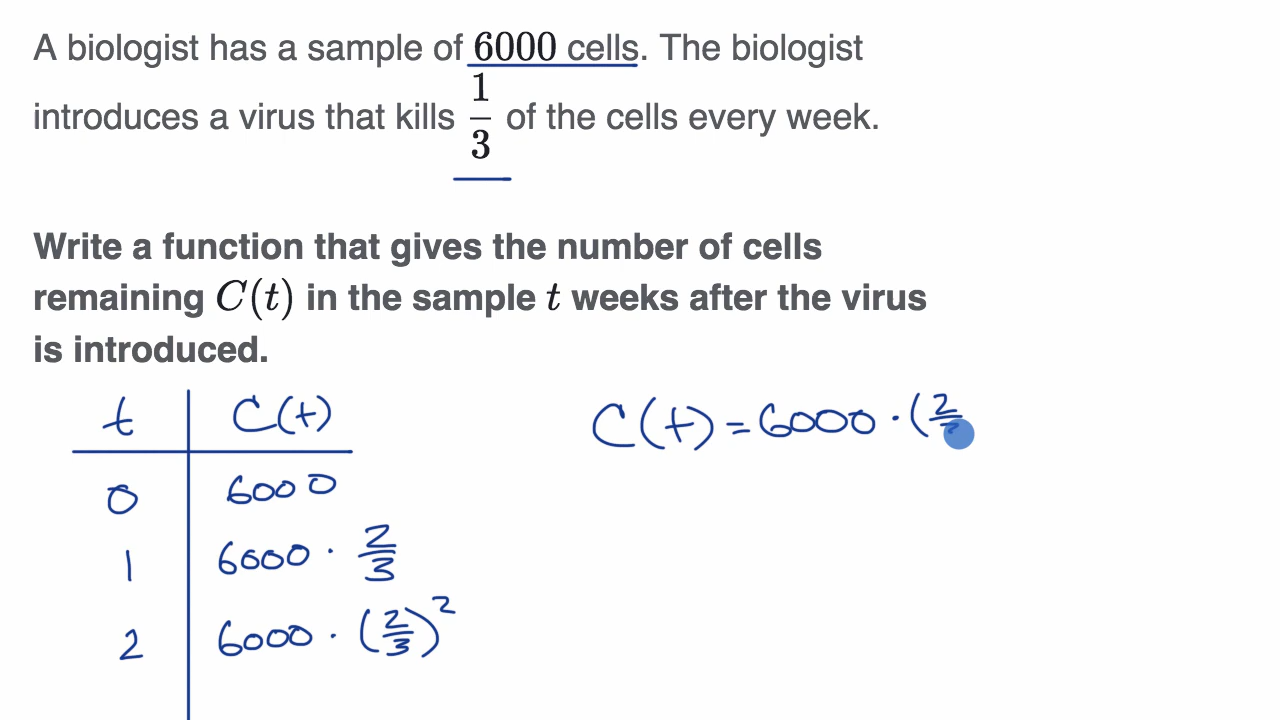 A biologist has a sample of 6000 cells. The biologist
introduces a virus that kills 1/3 of the cells every week.
Write a function that gives the number of cells
remaining C(t) in the sample t weeks after the virus
is introduced.
t C(t)
0 6000
1 6000 · 2/3
2 6000 · (2/3)²
C(t) = 6000 · (2/